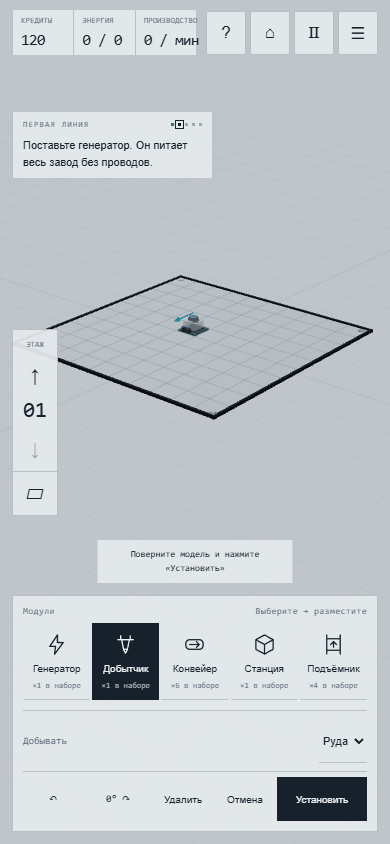 КРЕДИТЫ ЭНЕРГИЯ ПРОИЗВОДСТВО
120 0 / 0 0 / мин ? II
ПЕРВАЯ ЛИНИЯ
Поставьте генератор. Он питает
весь завод без проводов.
ЭТАЖ
01
Поверните модель и нажмите
«Установить»
Модули Выберите → разместите
Генератор Добытчик Конвейер Станция Подъёмник
×1 в наборе ×1 в наборе ×6 в наборе ×1 в наборе ×4 в наборе
Добывать Руда
↶ 0° ↷ Удалить Отмена Установить